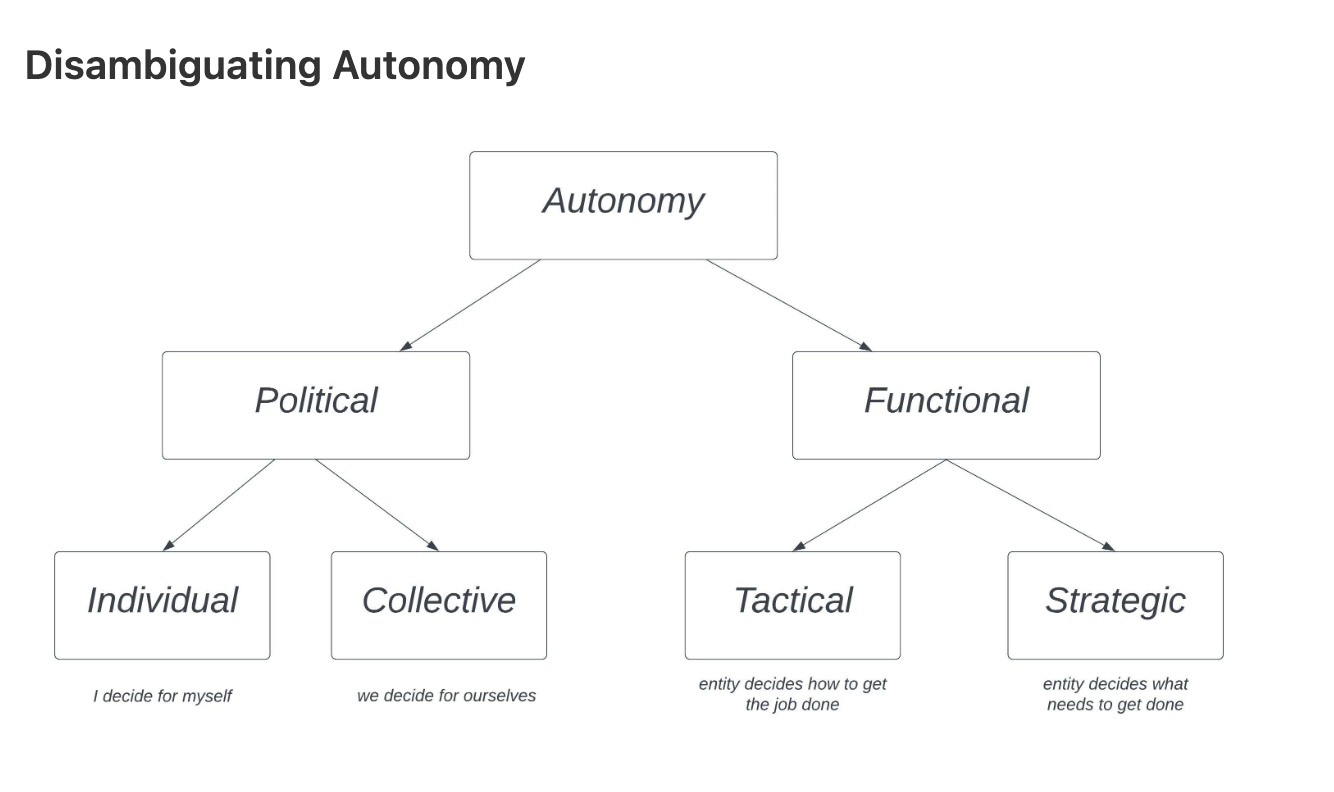 Disambiguating Autonomy
Autonomy
Political
Functional
Individual
Collective
Tactical
Strategic
I decide for myself
we decide for ourselves
entity decides how to get
the job done
entity decides what
needs to get done